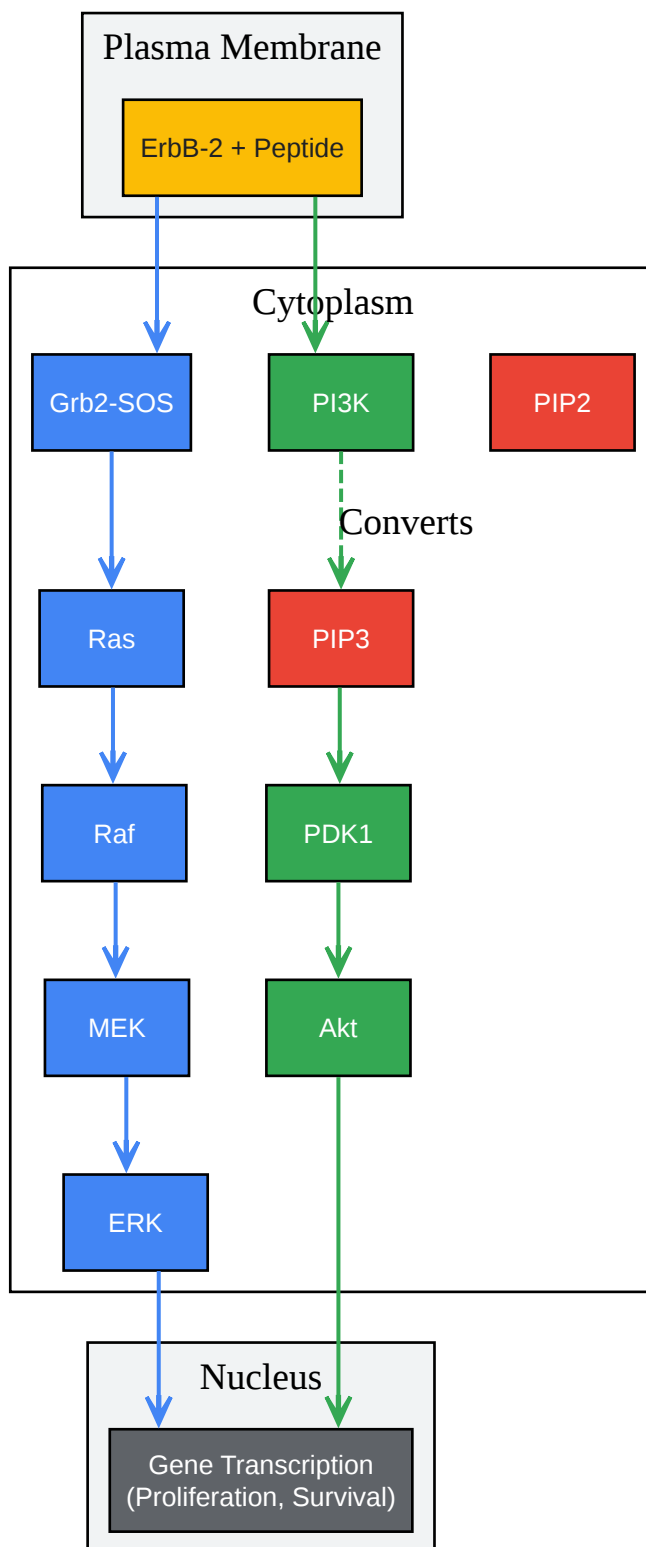 Plasma Membrane
ErbB-2 + Peptide
Cytoplasm
Grb2-SOS
PI3K
PIP2
Converts
Ras
PIP3
Raf
PDK1
MEK
Akt
ERK
Nucleus
Gene Transcription
(Proliferation, Survival)